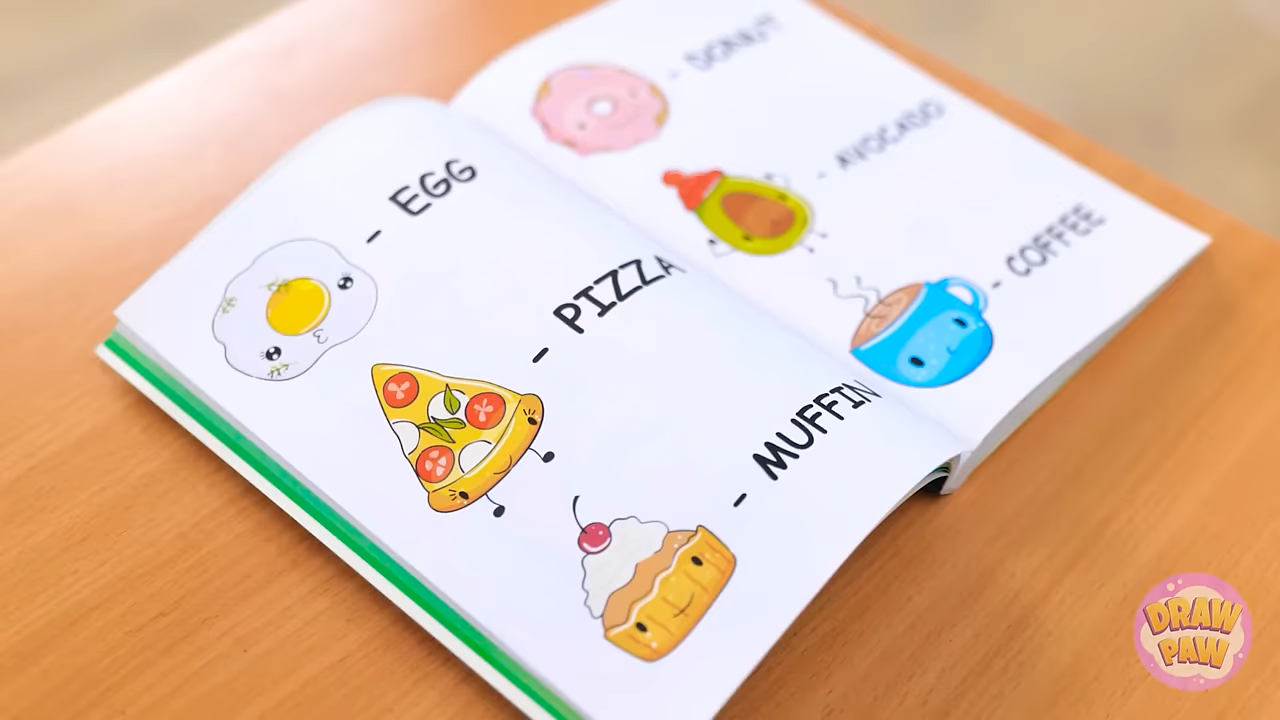 - EGG
- PIZZA
- MUFFIN
- DONUT
- AVOCADO
- COFFEE
DRAW
PAW